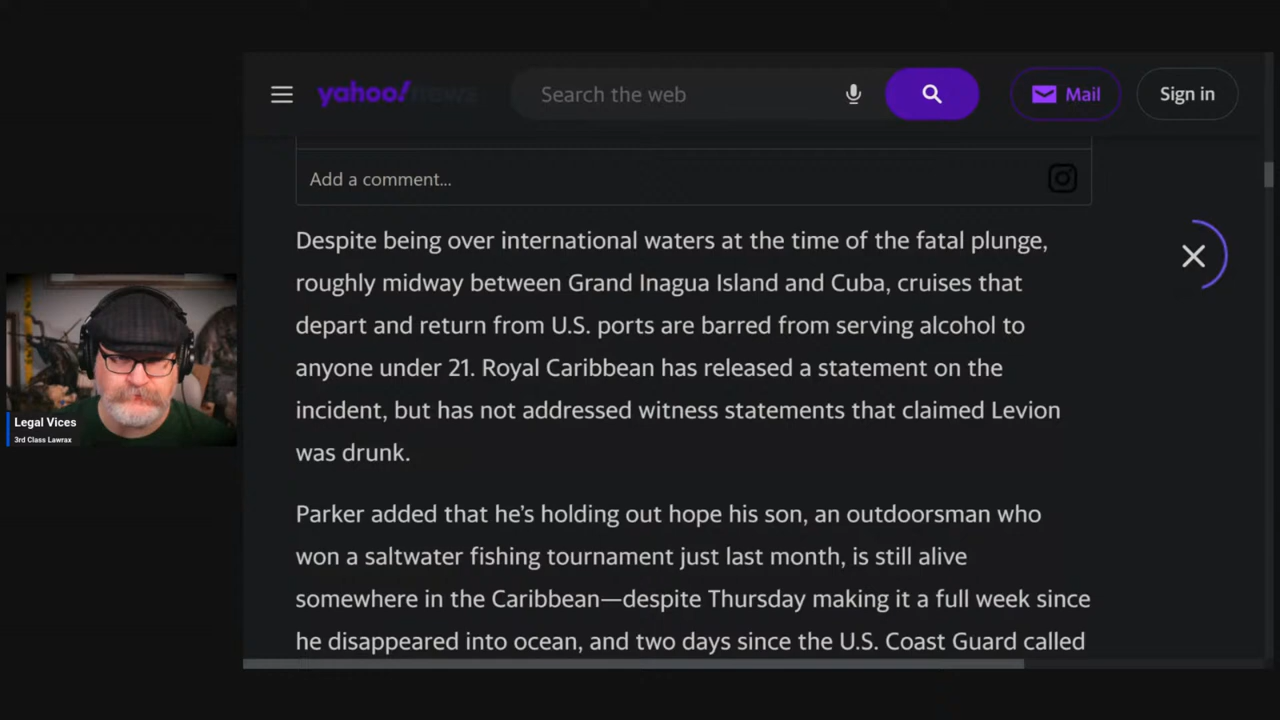 yahoo! news
Search the web
Mail
Sign in
Add a comment...
Despite being over international waters at the time of the fatal plunge,
roughly midway between Grand Inagua Island and Cuba, cruises that
depart and return from U.S. ports are barred from serving alcohol to
anyone under 21. Royal Caribbean has released a statement on the
incident, but has not addressed witness statements that claimed Levion
was drunk.
Parker added that he’s holding out hope his son, an outdoorsman who
won a saltwater fishing tournament just last month, is still alive
somewhere in the Caribbean—despite Thursday making it a full week since
he disappeared into ocean, and two days since the U.S. Coast Guard called
Legal Vices
3rd Class Lawrax